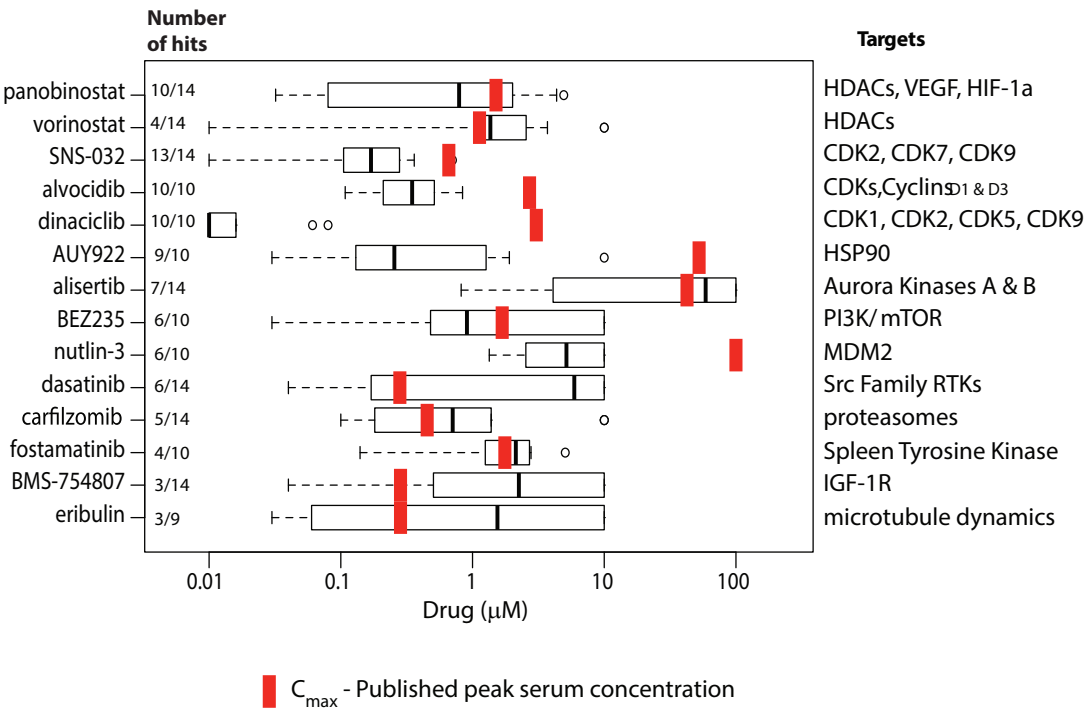 Number
of hits
Targets
panobinostat 10/14 HDACs, VEGF, HIF-1a
vorinostat 4/14 HDACs
SNS-032 13/14 CDK2, CDK7, CDK9
alvocidib 10/10 CDKs,Cyclins D1 & D3
dinaciclib 10/10 CDK1, CDK2, CDK5, CDK9
AUY922 9/10 HSP90
alisertib 7/14 Aurora Kinases A & B
BEZ235 6/10 PI3K/ mTOR
nutlin-3 6/10 MDM2
dasatinib 6/14 Src Family RTKs
carfilzomib 5/14 proteasomes
fostamatinib 4/10 Spleen Tyrosine Kinase
BMS-754807 3/14 IGF-1R
eribulin 3/9 microtubule dynamics
0.01 0.1 1 10 100
Drug (μM)
Cmax - Published peak serum concentration